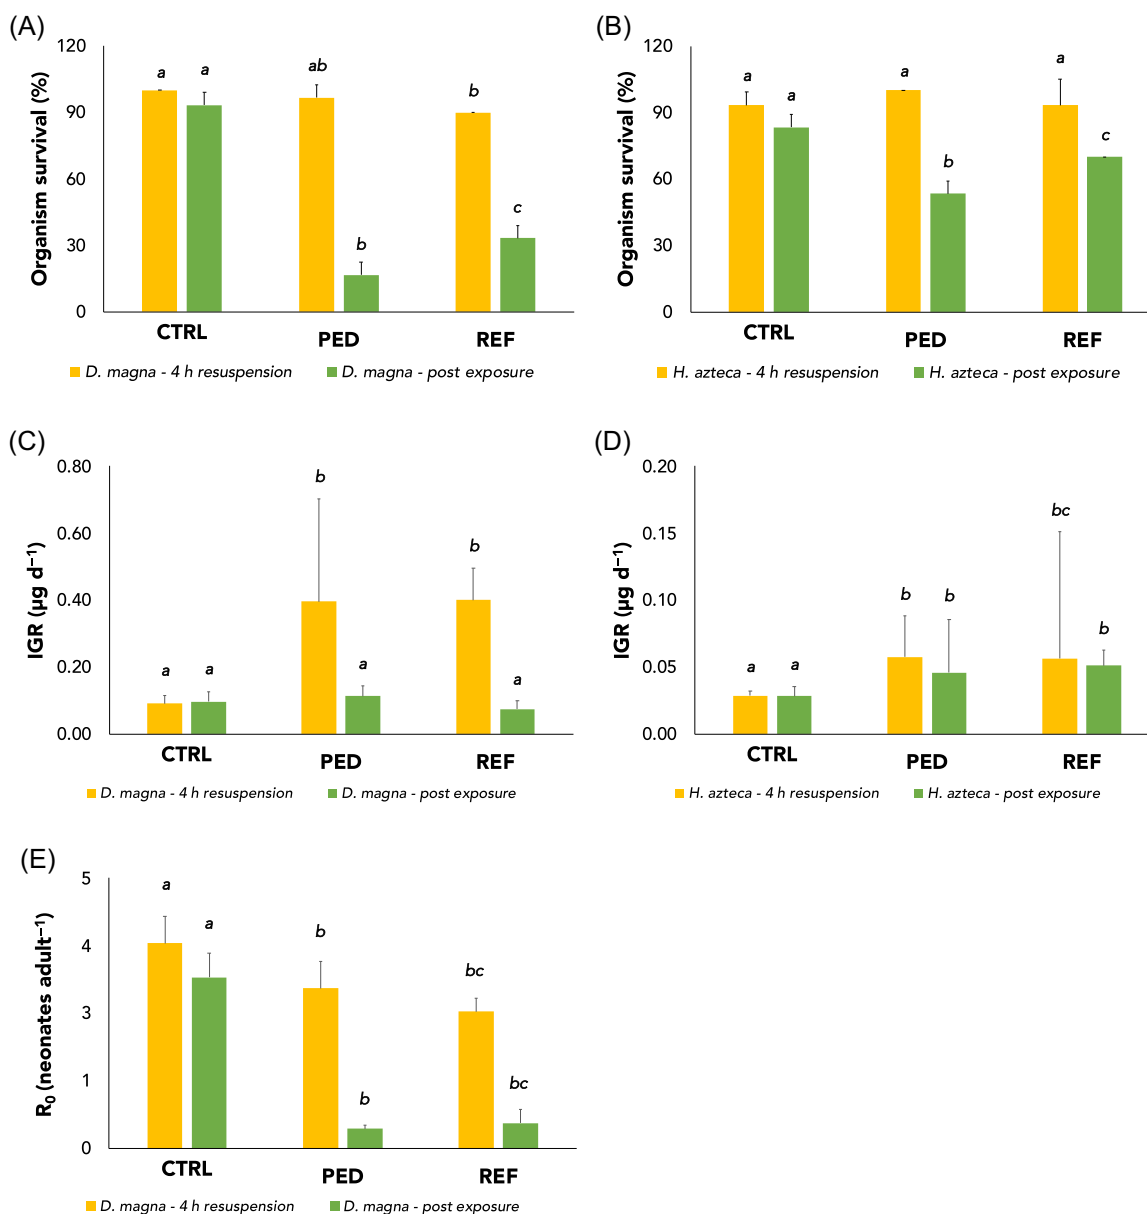 (A)
Organism survival (%)
120
90
60
30
0
a
a
ab
b
b
c
CTRL
PED
REF
D. magna - 4 h resuspension
D. magna - post exposure
(B)
Organism survival (%)
120
90
60
30
0
a
a
a
b
a
c
CTRL
PED
REF
H. azteca - 4 h resuspension
H. azteca - post exposure
(C)
IGR (µg d⁻¹)
0.80
0.60
0.40
0.20
0.00
a
a
b
a
b
a
CTRL
PED
REF
D. magna - 4 h resuspension
D. magna - post exposure
(D)
IGR (µg d⁻¹)
0.20
0.15
0.10
0.05
0.00
a
a
b
b
bc
b
CTRL
PED
REF
H. azteca - 4 h resuspension
H. azteca - post exposure
(E)
R₀ (neonates adult⁻¹)
5
4
3
1
0
a
a
b
b
bc
bc
CTRL
PED
REF
D. magna - 4 h resuspension
D. magna - post exposure